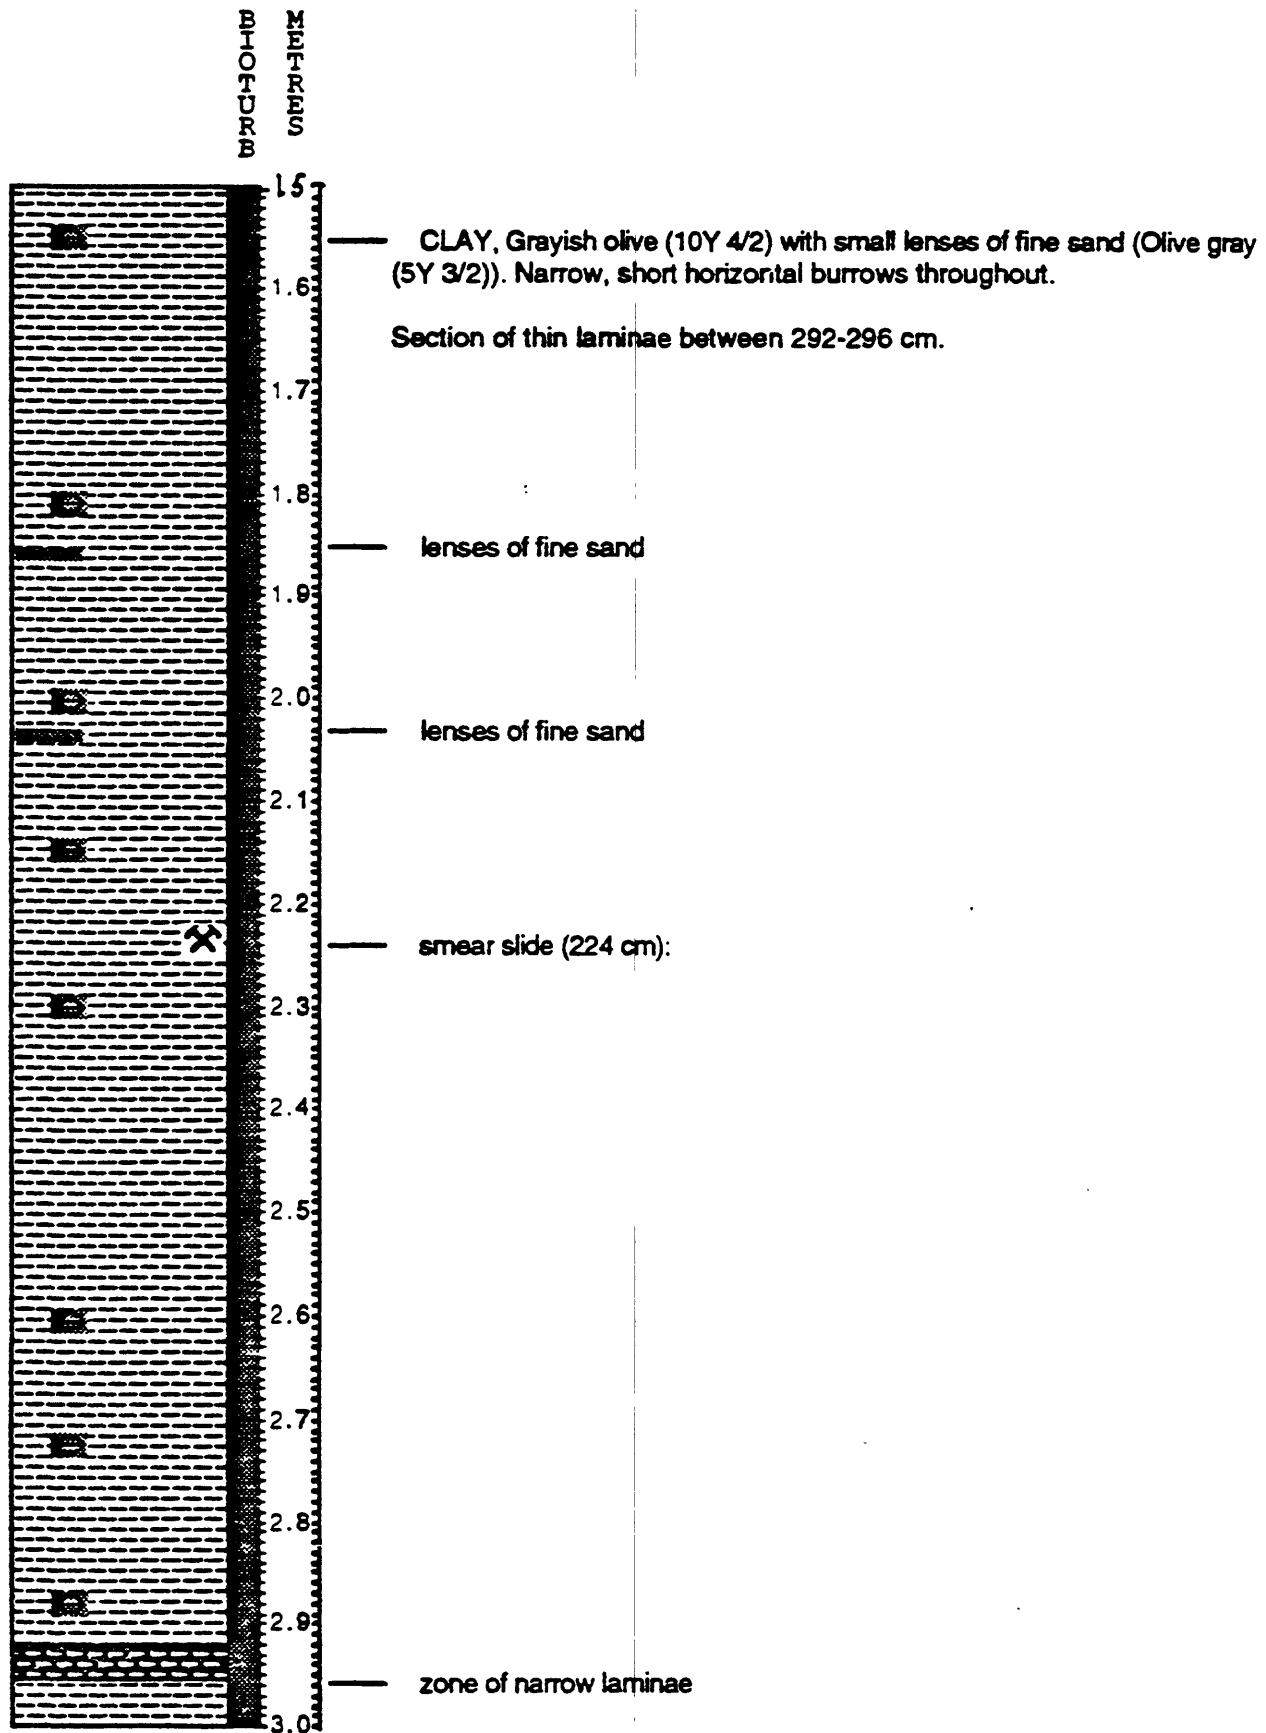 BIOTURB
METRES
1.5
CLAY, Grayish olive (10Y 4/2) with small lenses of fine sand (Olive gray
(5Y 3/2)). Narrow, short horizontal burrows throughout.
1.6
Section of thin laminae between 292-296 cm.
1.7
1.8
lenses of fine sand
1.9
2.0
lenses of fine sand
2.1
2.2
smear slide (224 cm):
2.3
2.4
2.5
2.6
2.7
2.8
2.9
zone of narrow laminae
3.0